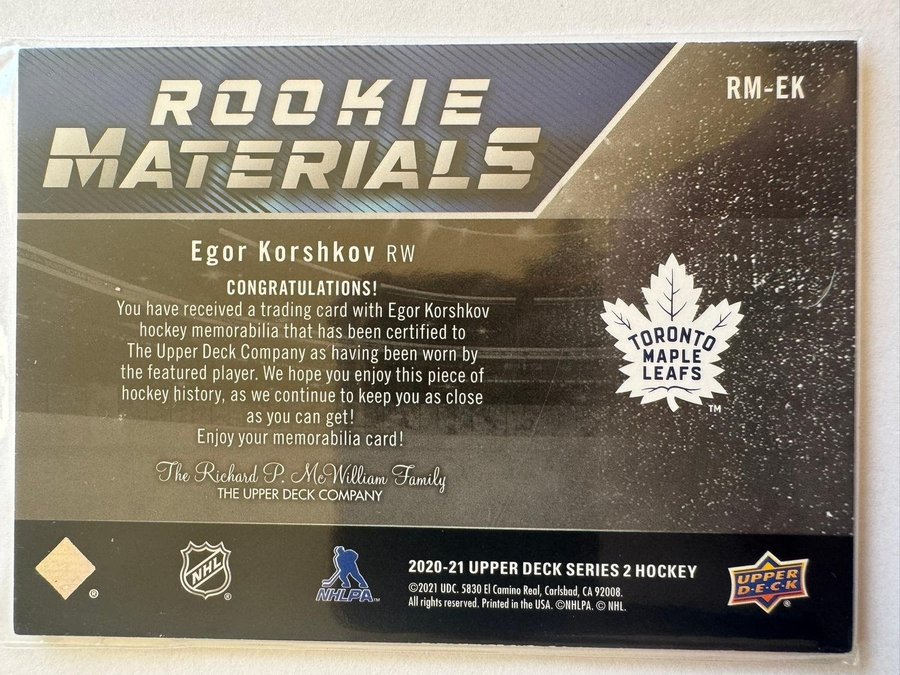 ROOKIE
MATERIALS
RM-EK
Egor Korshkov RW
CONGRATULATIONS!
You have received a trading card with Egor Korshkov
hockey memorabilia that has been certified to
The Upper Deck Company as having been worn by
the featured player. We hope you enjoy this piece of
hockey history, as we continue to keep you as close
as you can get!
Enjoy your memorabilia card!
The Richard P. McWilliam Family
THE UPPER DECK COMPANY
TORONTO
MAPLE
LEAFS
TM
®
NHL
®
NHLPA™
2020-21 UPPER DECK SERIES 2 HOCKEY
©2021 UDC. 5830 El Camino Real, Carlsbad, CA 92008.
All rights reserved. Printed in the USA. ©NHLPA. © NHL.
UPPER
D·E·C·K
®